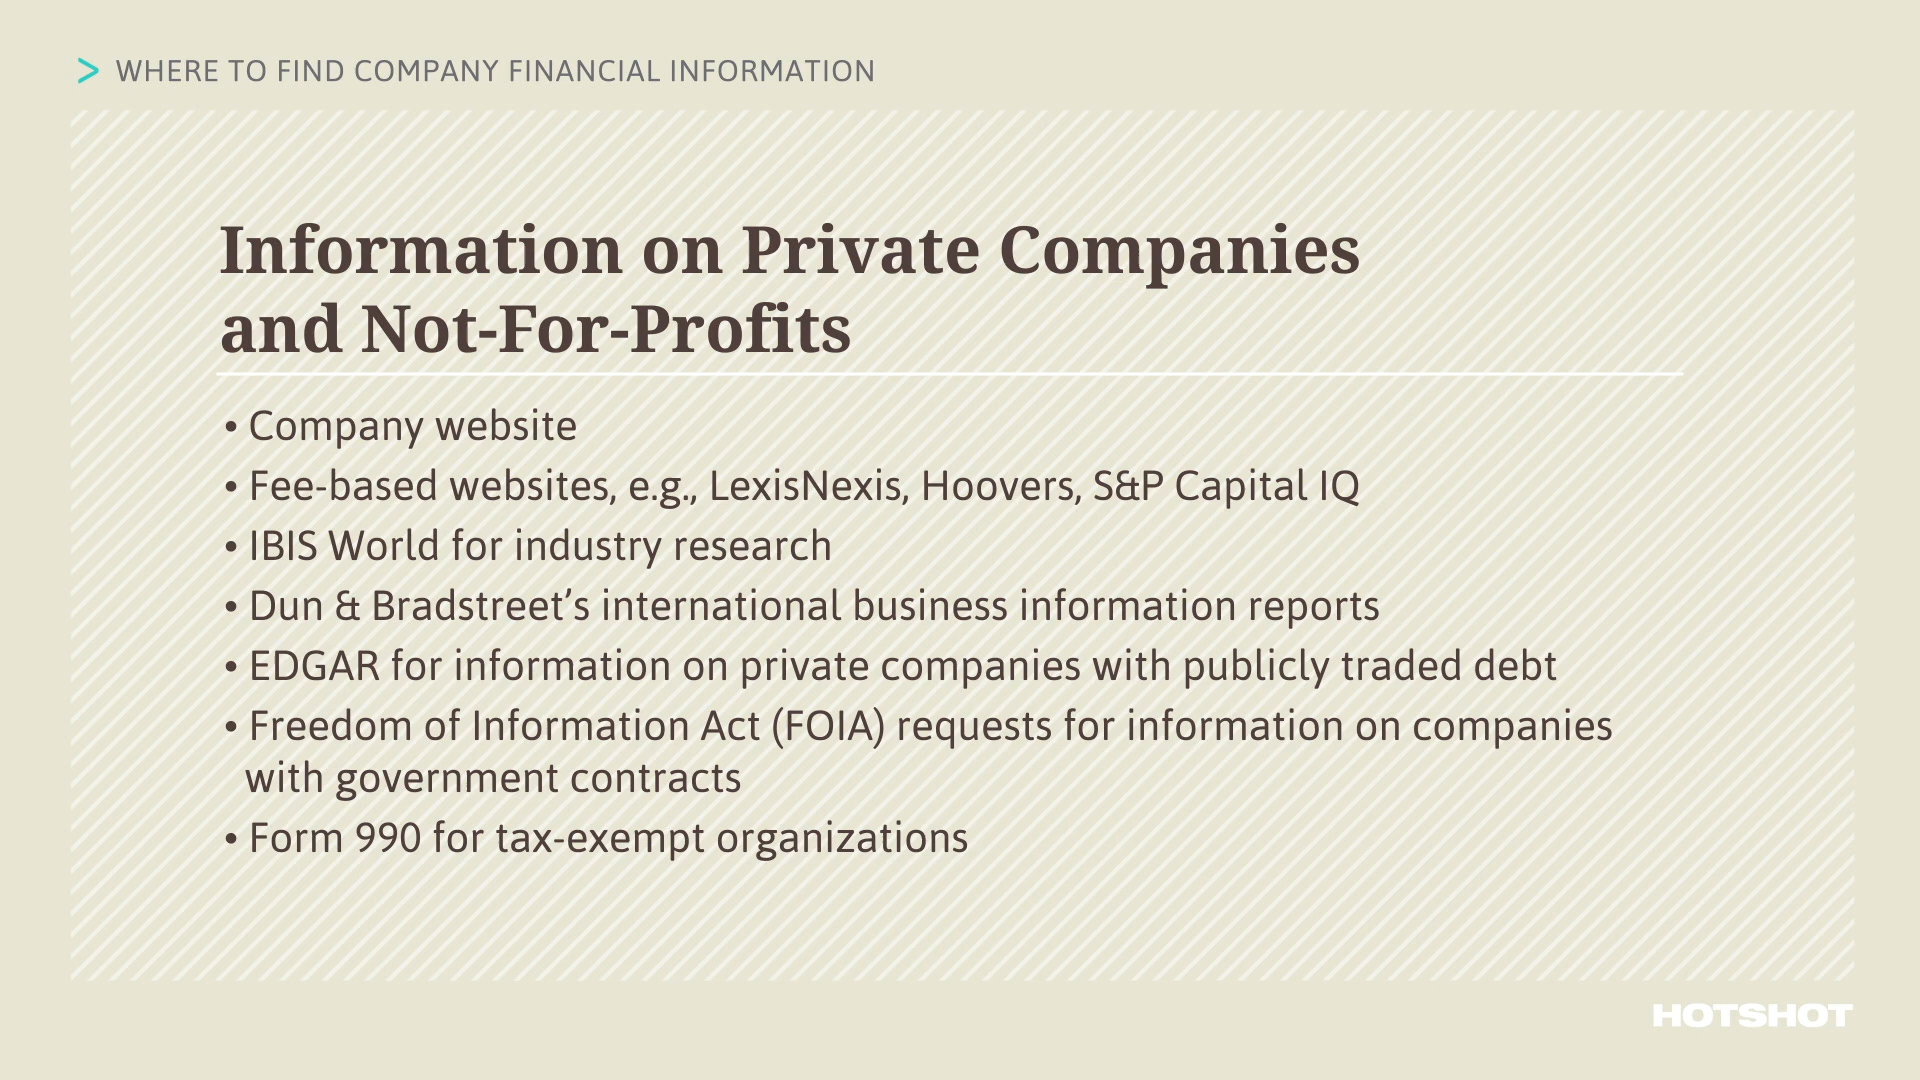 > WHERE TO FIND COMPANY FINANCIAL INFORMATION
Information on Private Companies
and Not-For-Profits
• Company website
• Fee-based websites, e.g., LexisNexis, Hoovers, S&P Capital IQ
• IBIS World for industry research
• Dun & Bradstreet’s international business information reports
• EDGAR for information on private companies with publicly traded debt
• Freedom of Information Act (FOIA) requests for information on companies
with government contracts
• Form 990 for tax-exempt organizations
HOTSHOT